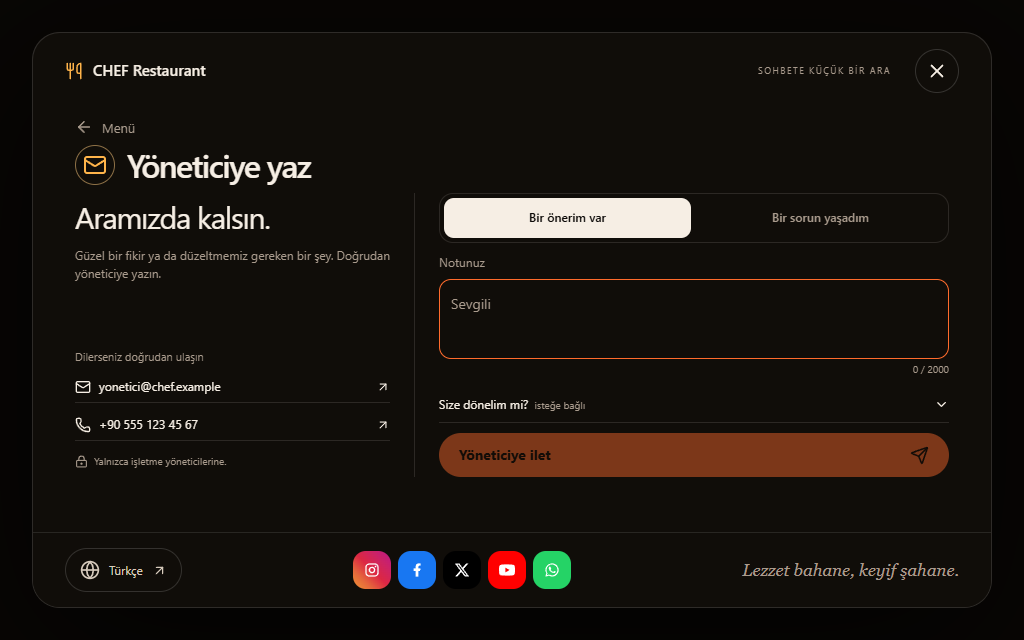 CHEF Restaurant
SOHBETE KÜÇÜK BİR ARA
Menü
Yöneticiye yaz
Aramızda kalsın.
Güzel bir fikir ya da düzeltmemiz gereken bir şey. Doğrudan
yöneticiye yazın.
Dilerseniz doğrudan ulaşın
yonetici@chef.example
+90 555 123 45 67
Yalnızca işletme yöneticilerine.
Bir önerim var
Bir sorun yaşadım
Notunuz
Sevgili
0 / 2000
Size dönelim mi? isteğe bağlı
Yöneticiye ilet
Türkçe
Lezzet bahane, keyif şahane.